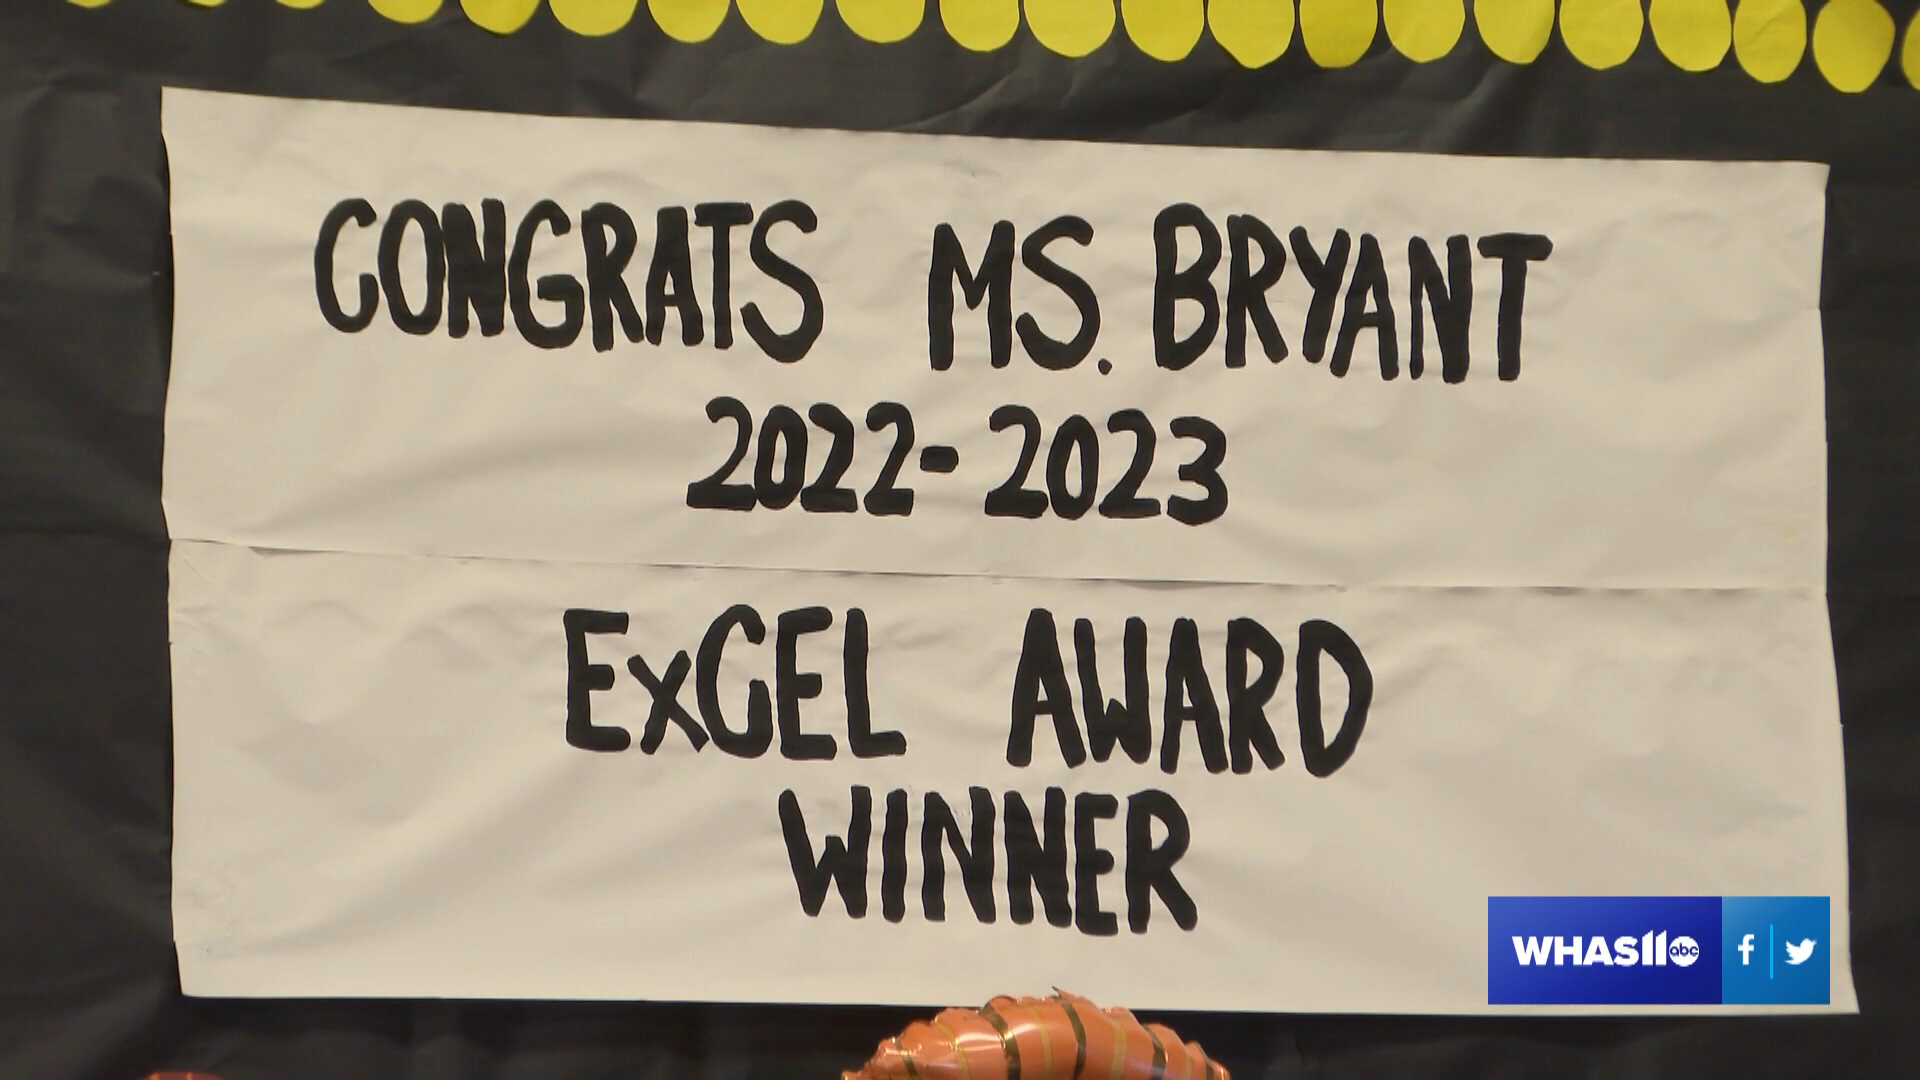 CONGRATS MS. BRYANT
2022-2023
ExCEL AWARD
WINNER
WHAS11 abc f